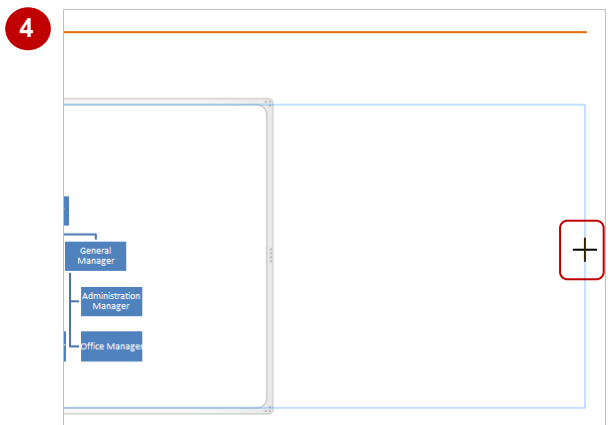 4
General
Manager
Administration
Manager
Office Manager